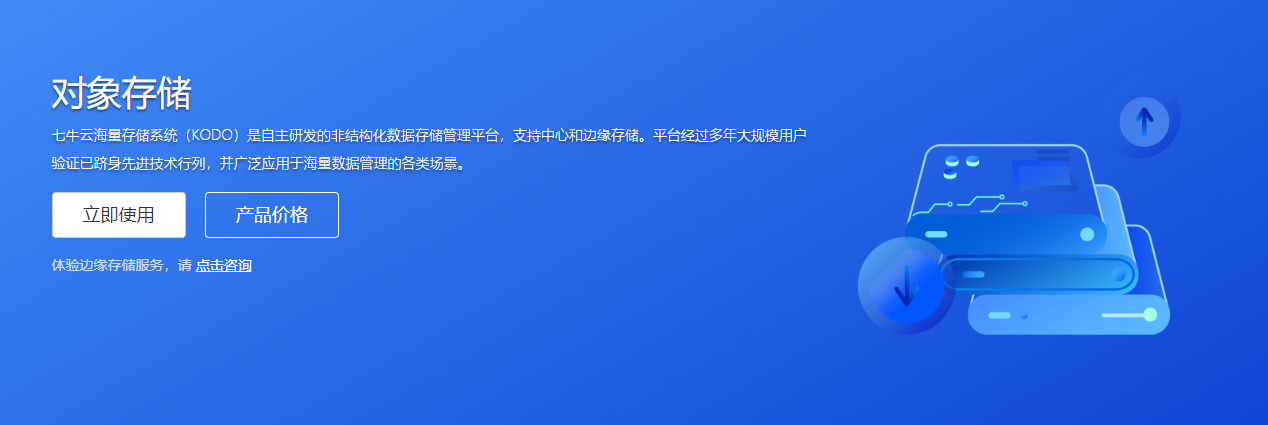 对象存储
七牛云海量存储系统（KODO）是自主研发的非结构化数据存储管理平台，支持中心和边缘存储。平台经过多年大规模用户
验证已跻身先进技术行列，并广泛应用于海量数据管理的各类场景。
立即使用 产品价格
体验边缘存储服务，请 点击咨询